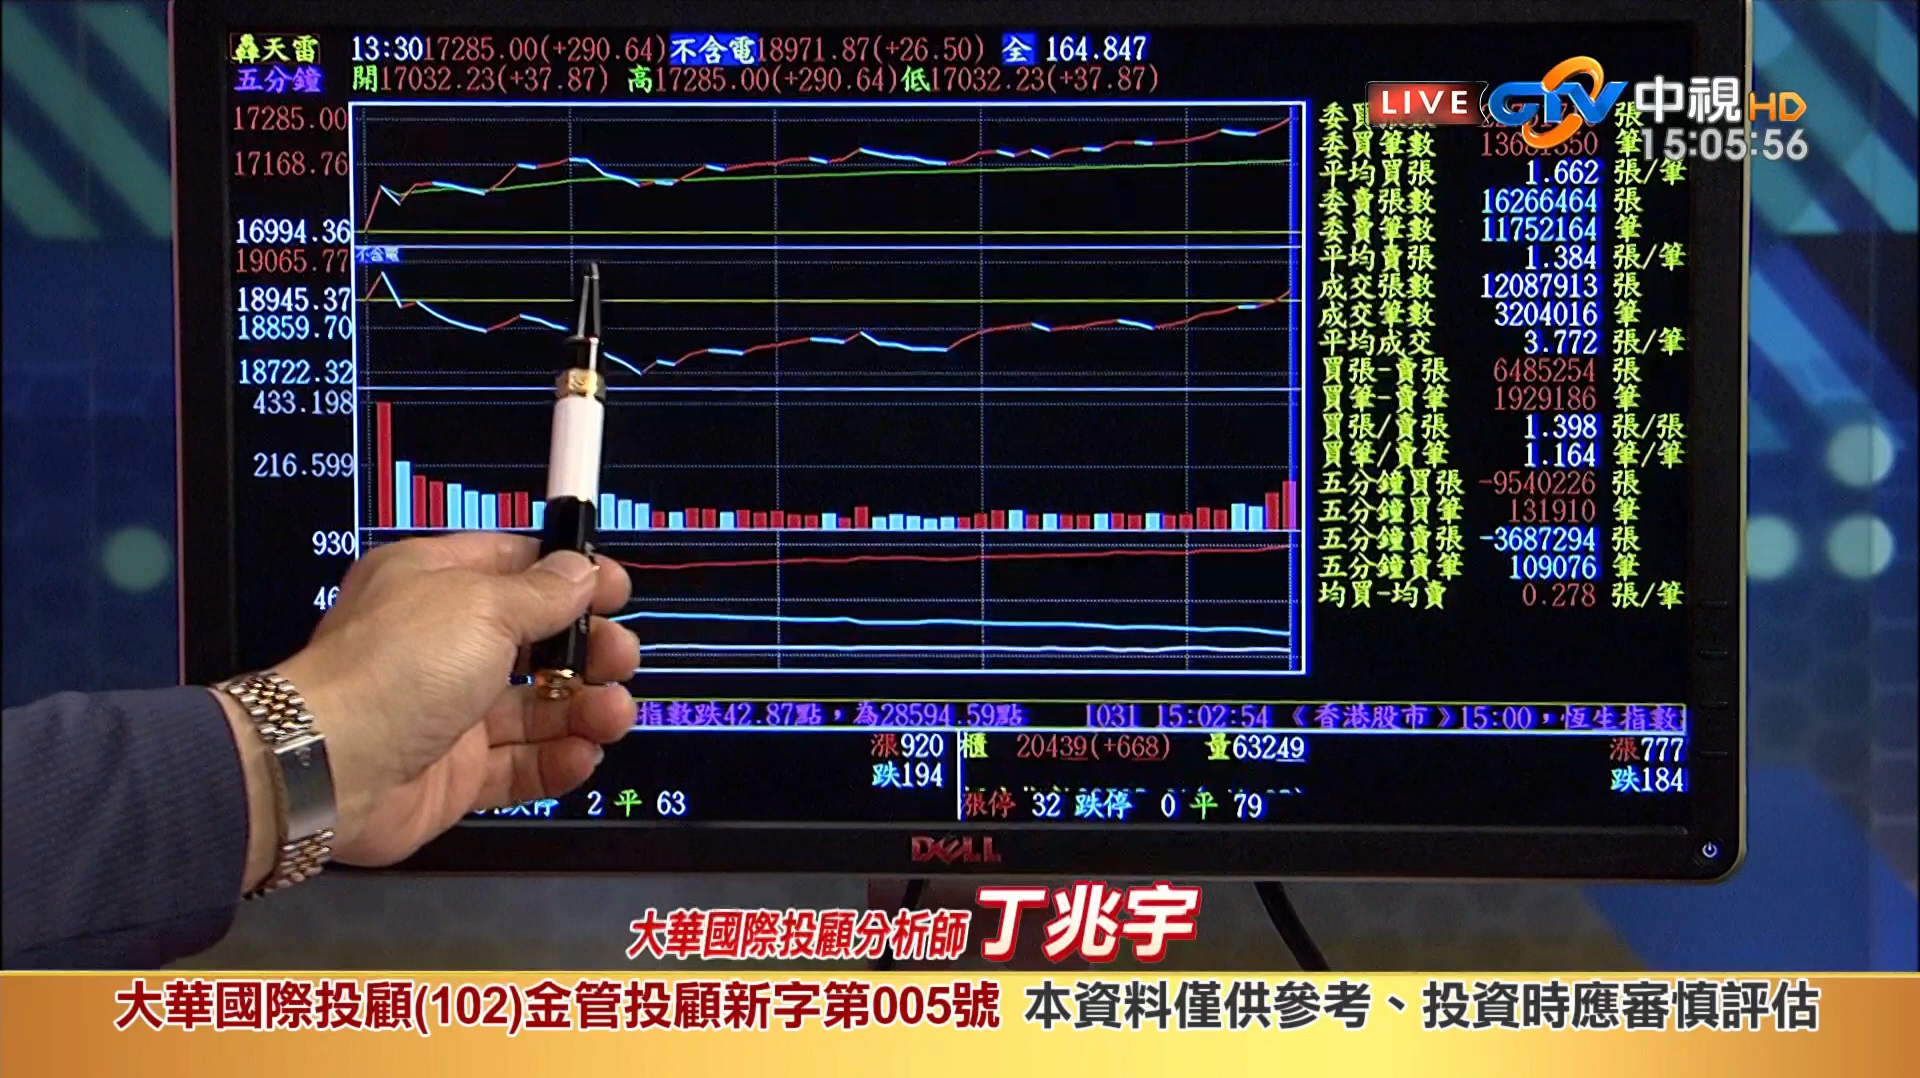 轟天雷 13:30 17285.00(+290.64) 不含電 18971.87(+26.50) 全 164.847
五分鐘 開17032.23(+37.87) 高17285.00(+290.64) 低17032.23(+37.87)
17285.00
17168.76
16994.36
19065.77
不含電
18945.37
18859.70
18722.32
433.198
216.599
930
LIVE CTV 中視 HD
15:05:56
張
委買筆數 筆
平均買張 1.662 張/筆
委賣張數 16266464 張
委賣筆數 11752164 筆
平均賣張 1.384 張/筆
成交張數 12087913 張
成交筆數 3204016 筆
平均成交 3.772 張/筆
買張-賣張 6485254 張
買筆-賣筆 1929186 筆
買張/賣張 1.398 張/張
買筆/賣筆 1.164 筆/筆
五分鐘買張 -9540226 張
五分鐘買筆 131910 筆
五分鐘賣張 -3687294 張
五分鐘賣筆 109076 筆
均買-均賣 0.278 張/筆
指數跌42.87點，為28594.59點 1031 15:02:54《香港股市》15:00，恆生指數
漲920 櫃 20439(+668) 量63249 漲777
跌194 跌184
跌停 2 平 63 漲停 32 跌停 0 平 79
DELL
大華國際投顧分析師 丁兆宇
大華國際投顧(102)金管投顧新字第005號 本資料僅供參考、投資時應審慎評估